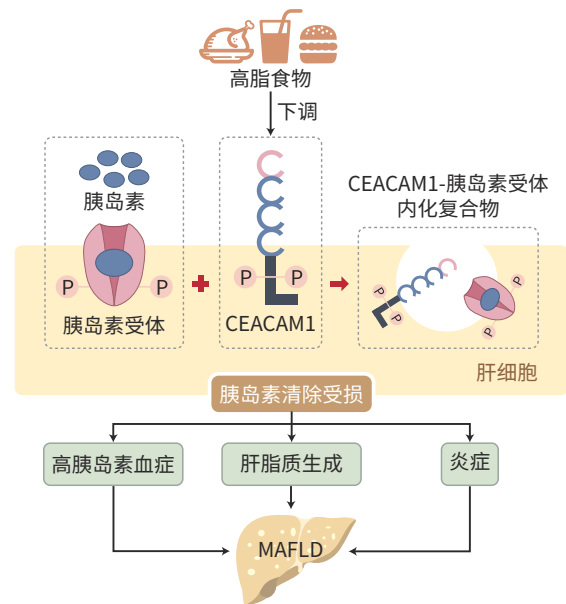 高脂食物
下调
胰岛素
CEACAM1-胰岛素受体
内化复合物
P
P
P
P
P
P
P
P
胰岛素受体
CEACAM1
肝细胞
胰岛素清除受损
高胰岛素血症
肝脂质生成
炎症
MAFLD